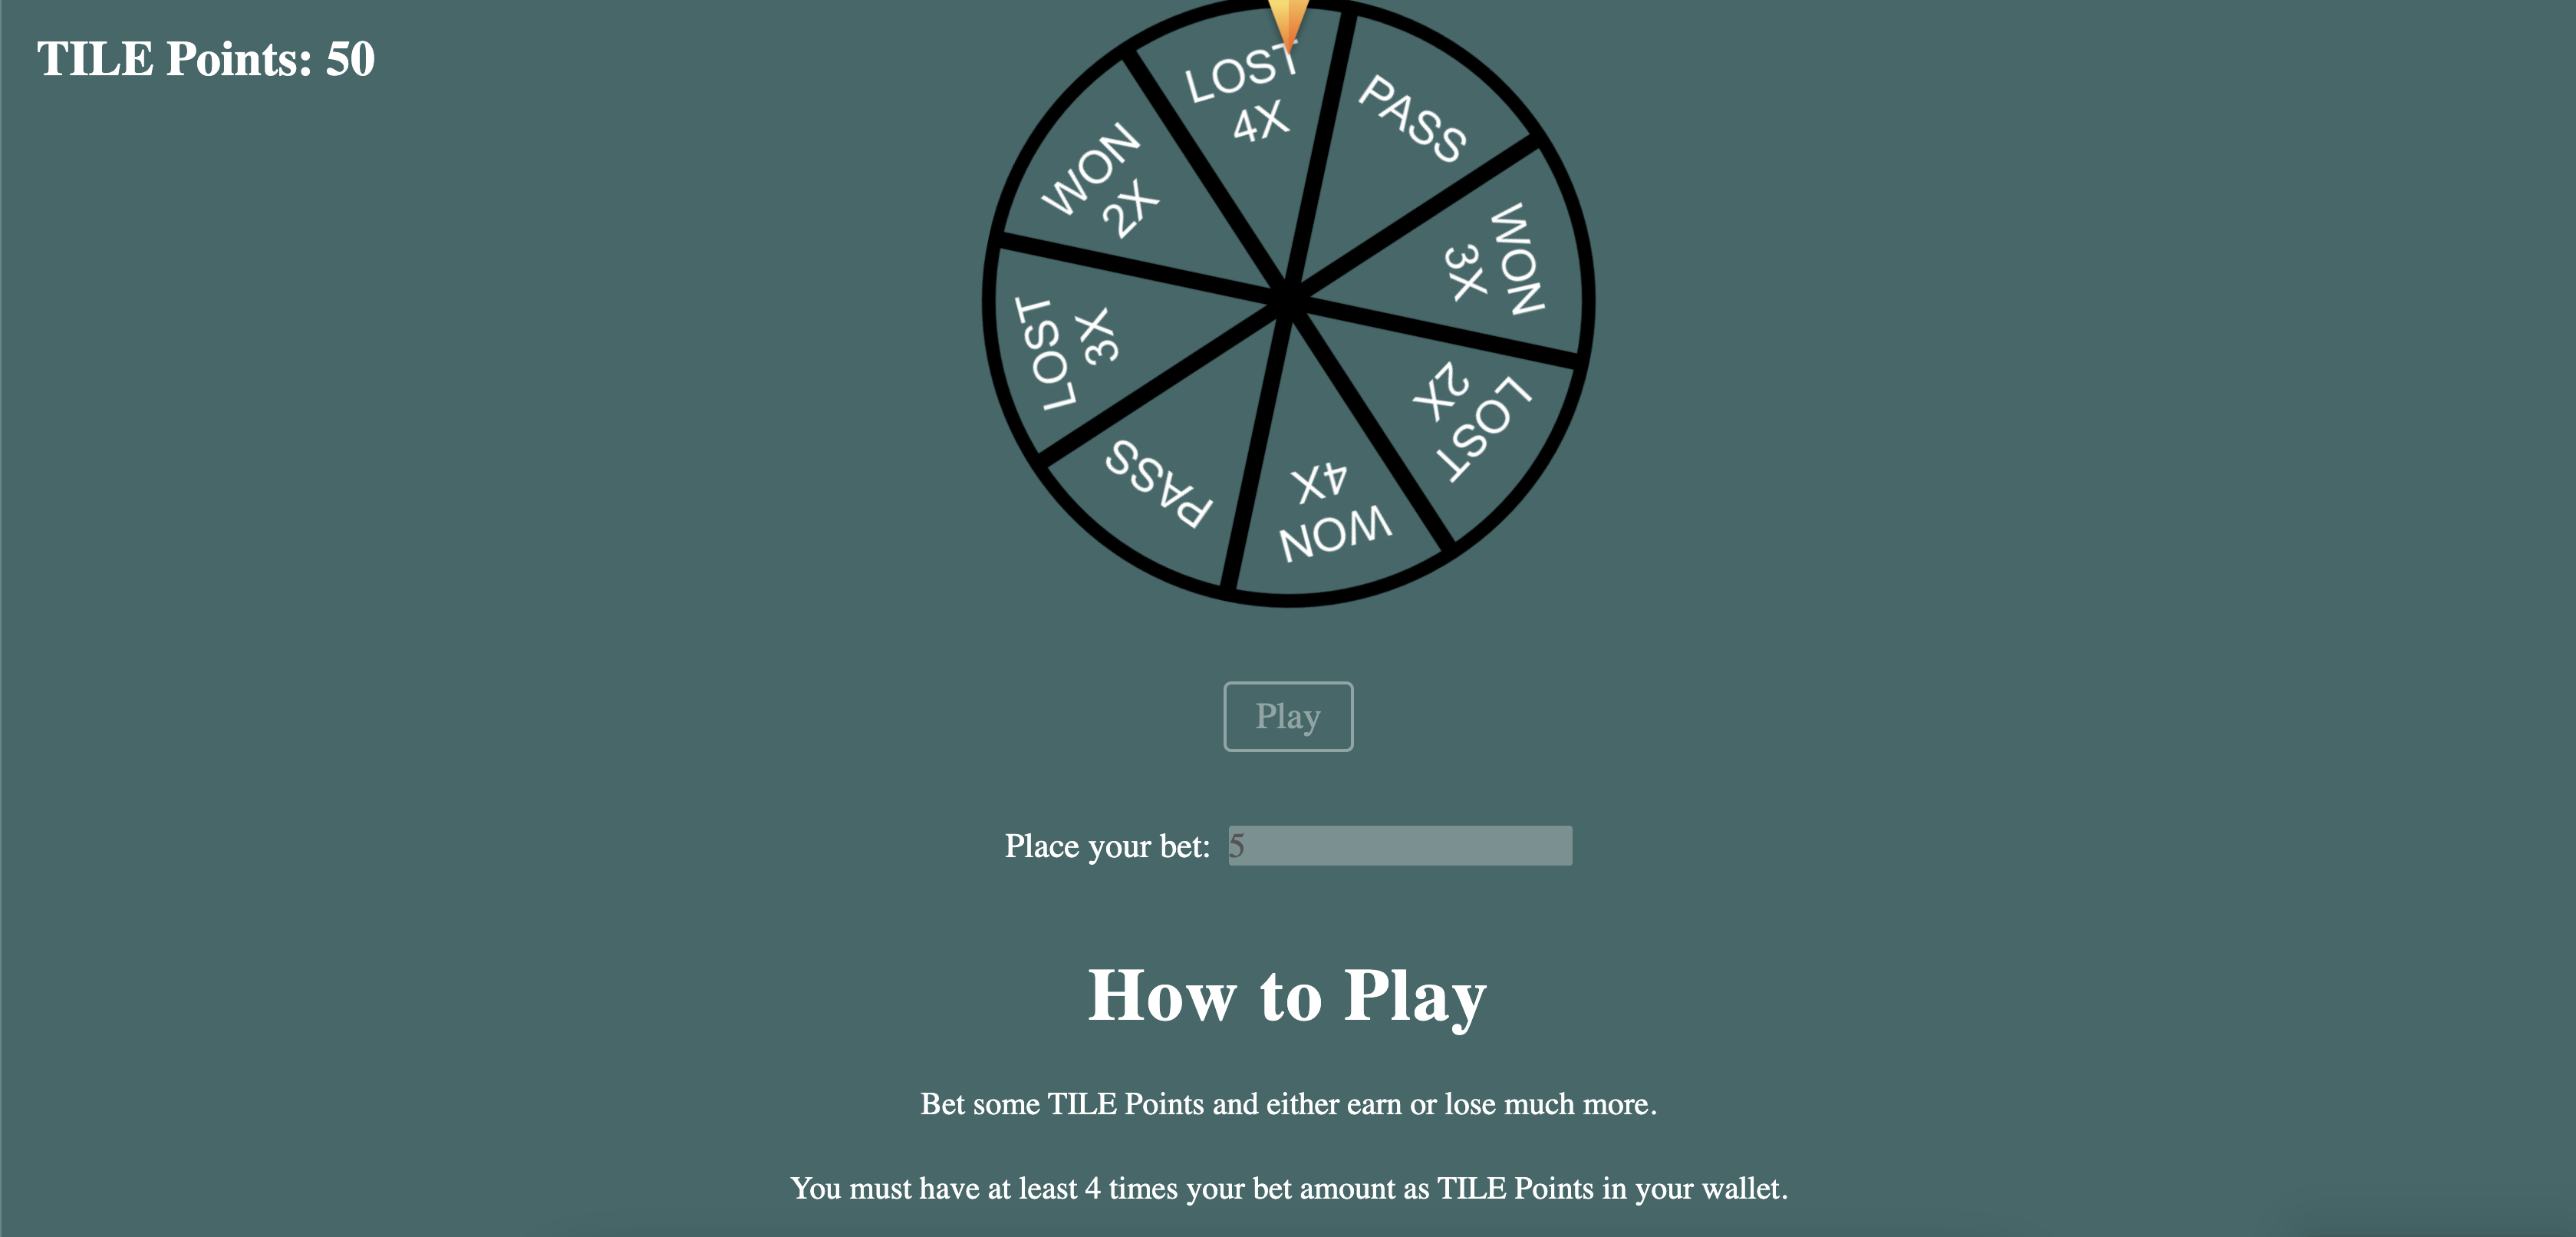 TILE Points: 50
LOST
4X
PASS
WON
3X
LOST
2X
WON
4X
PASS
LOST
3X
WON
2X
Play
Place your bet: 5
How to Play
Bet some TILE Points and either earn or lose much more.
You must have at least 4 times your bet amount as TILE Points in your wallet.